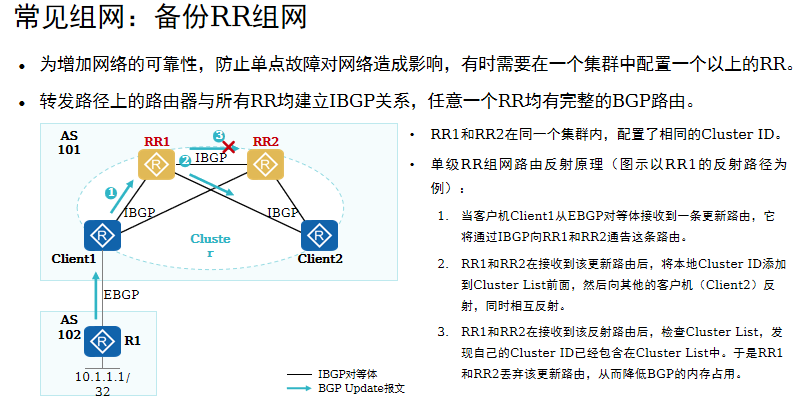 常见组网：备份RR组网
• 为增加网络的可靠性，防止单点故障对网络造成影响，有时需要在一个集群中配置一个以上的RR。
• 转发路径上的路由器与所有RR均建立IBGP关系，任意一个RR均有完整的BGP路由。
AS
101
RR1
3
RR2
IBGP
2
1
IBGP
IBGP
R
R
R
R
Cluste
r
Client1
Client2
EBGP
AS
102
R
R1
10.1.1.1/
32
IBGP对等体
BGP Update报文
• RR1和RR2在同一个集群内，配置了相同的Cluster ID。
• 单级RR组网路由反射原理（图示以RR1的反射路径为
例）：
1. 当客户机Client1从EBGP对等体接收到一条更新路由，它
将通过IBGP向RR1和RR2通告这条路由。
2. RR1和RR2在接收到该更新路由后，将本地Cluster ID添加
到Cluster List前面，然后向其他的客户机（Client2）反
射，同时相互反射。
3. RR1和RR2在接收到该反射路由后，检查Cluster List，发
现自己的Cluster ID已经包含在Cluster List中。于是RR1
和RR2丢弃该更新路由，从而降低BGP的内存占用。